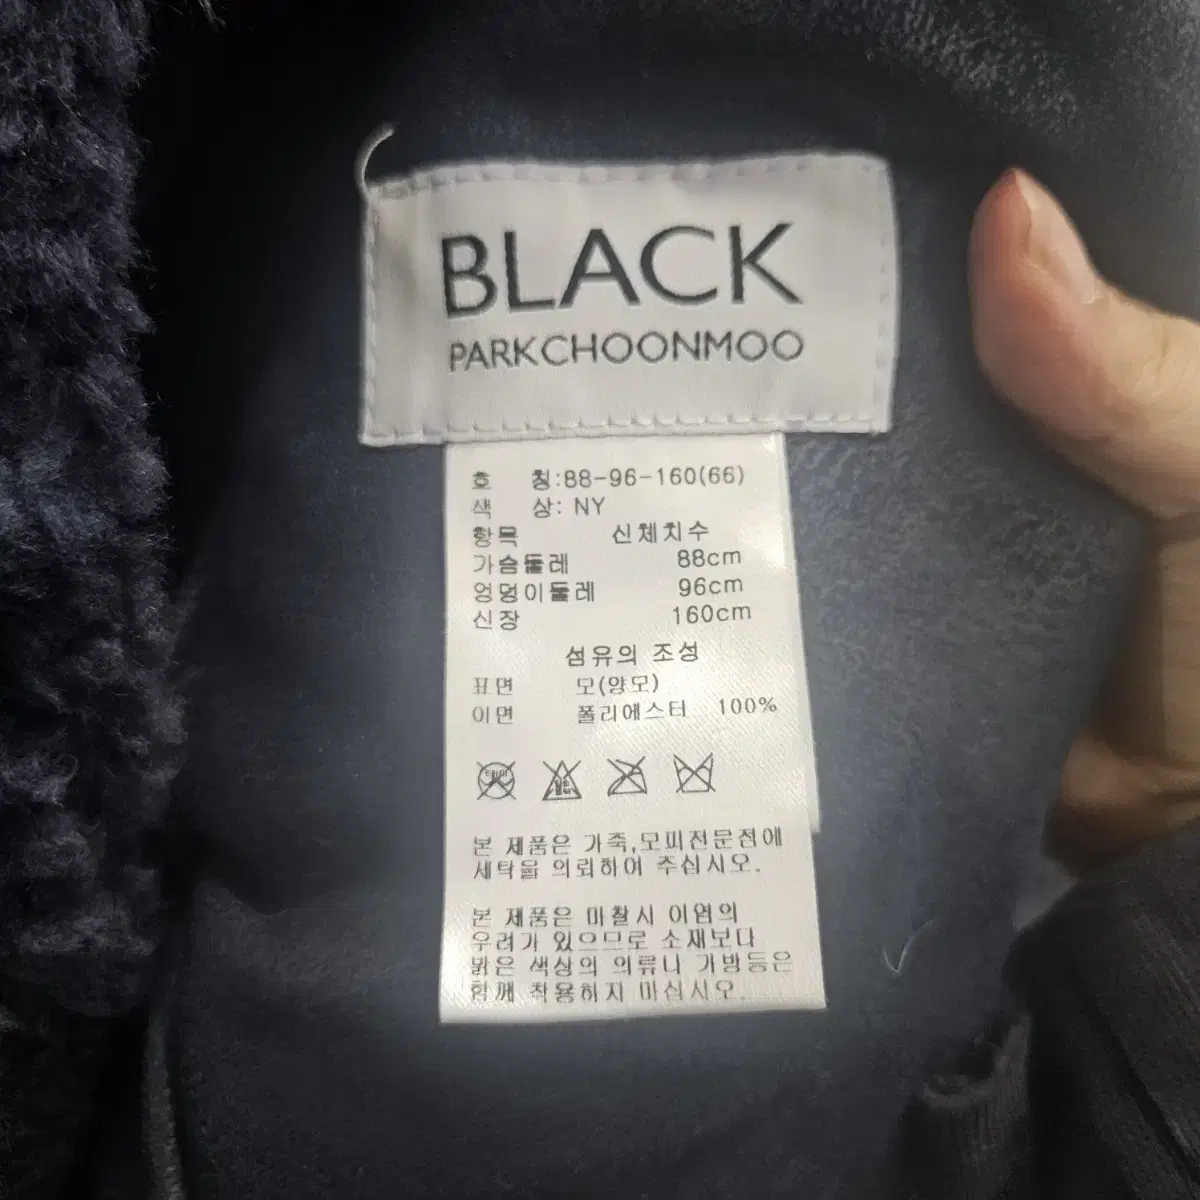 BLACK
PARKCHOONMOO
호 칭:88-96-160(66)
색 상: NY
항목 신체치수
가슴둘레 88cm
엉덩이둘레 96cm
신장 160cm
섬유의 조성
표면 모(양모)
이면 폴리에스터 100%
본 제품은 가죽,모피전문점에
세탁을 의뢰하여 주십시오.
본 제품은 마찰시 이염의
우려가 있으므로 소재보다
밝은 색상의 의류나 가방등은
함께 착용하지 마십시오.